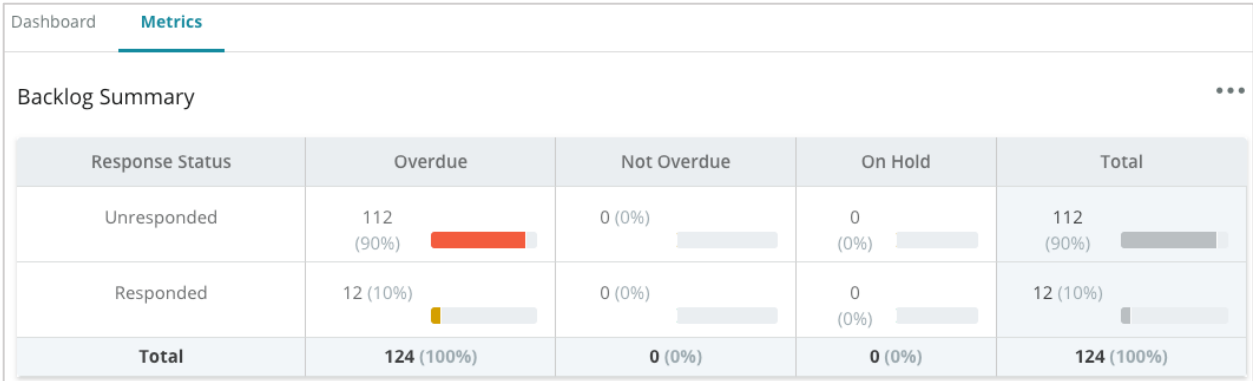 Dashboard Metrics
Backlog Summary
Response Status Overdue Not Overdue On Hold Total
Unresponded 112 (90%) 0 (0%) 0 (0%) 112 (90%)
Responded 12 (10%) 0 (0%) 0 (0%) 12 (10%)
Total 124 (100%) 0 (0%) 0 (0%) 124 (100%)